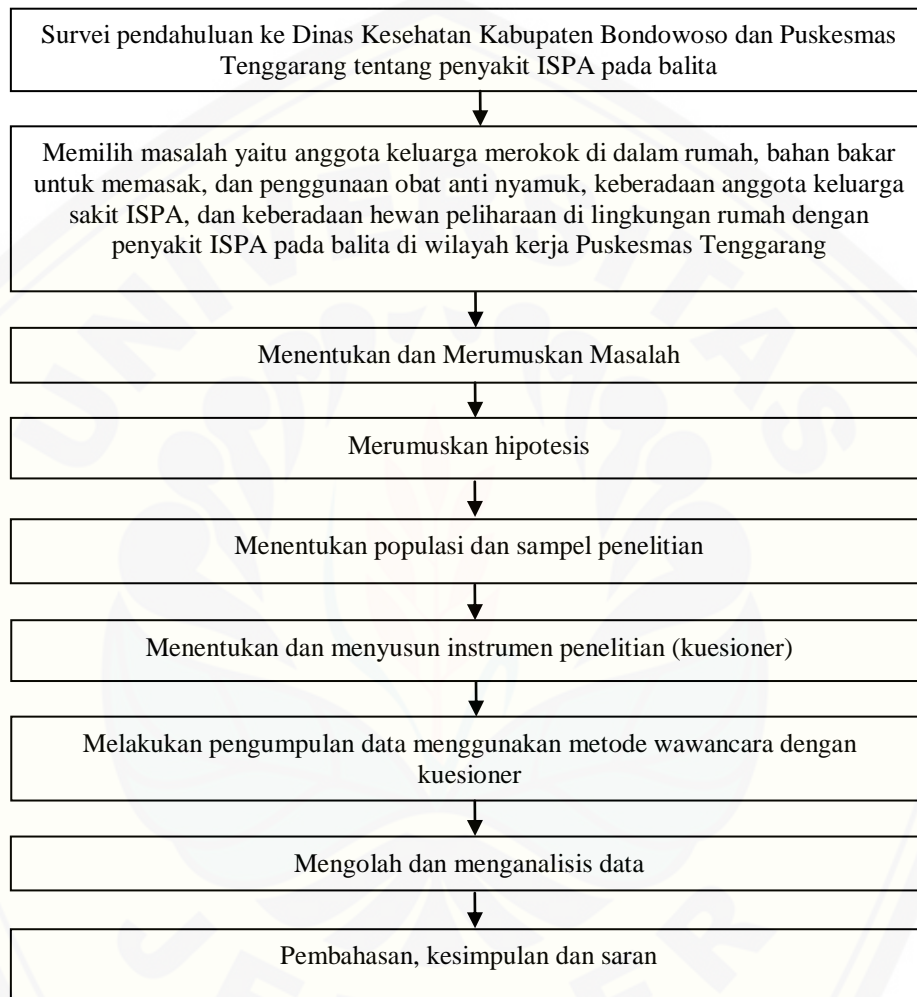 Survei pendahuluan ke Dinas Kesehatan Kabupaten Bondowoso dan Puskesmas
Tenggarang tentang penyakit ISPA pada balita
Memilih masalah yaitu anggota keluarga merokok di dalam rumah, bahan bakar
untuk memasak, dan penggunaan obat anti nyamuk, keberadaan anggota keluarga
sakit ISPA, dan keberadaan hewan peliharaan di lingkungan rumah dengan
penyakit ISPA pada balita di wilayah kerja Puskesmas Tenggarang
Menentukan dan Merumuskan Masalah
Merumuskan hipotesis
Menentukan populasi dan sampel penelitian
Menentukan dan menyusun instrumen penelitian (kuesioner)
Melakukan pengumpulan data menggunakan metode wawancara dengan
kuesioner
Mengolah dan menganalisis data
Pembahasan, kesimpulan dan saran
UNIVERSITAS
JEMBER